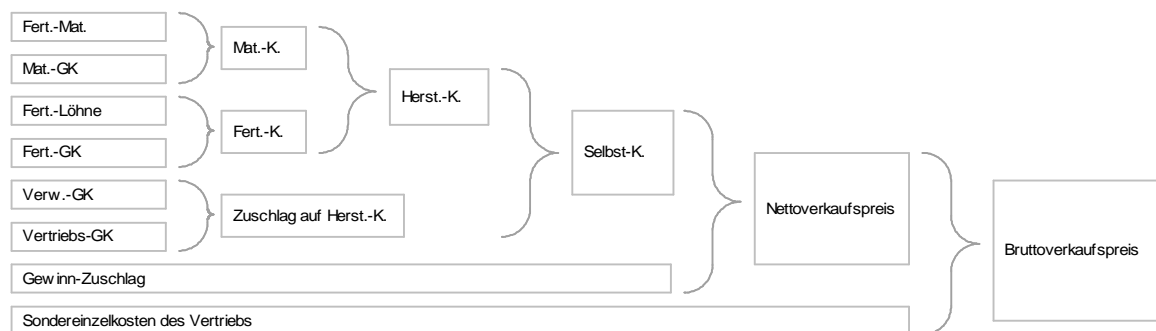 Fert.-Mat.
Mat.-GK
Mat.-K.
Fert.-Löhne
Fert.-GK
Fert.-K.
Herst.-K.
Verw.-GK
Vertriebs-GK
Zuschlag auf Herst.-K.
Selbst-K.
Gewinn-Zuschlag
Nettoverkaufspreis
Sondereinzelkosten des Vertriebs
Bruttoverkaufspreis